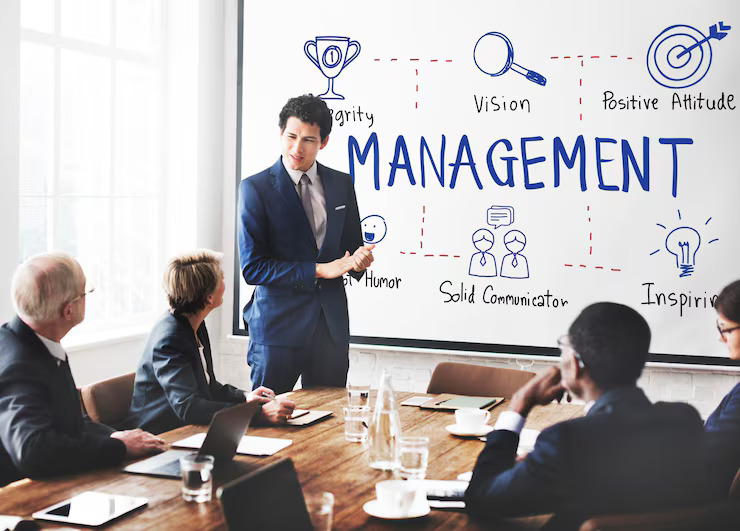 Vision
Positive Attitude
MANAGEMENT
Humor
Solid Communicator